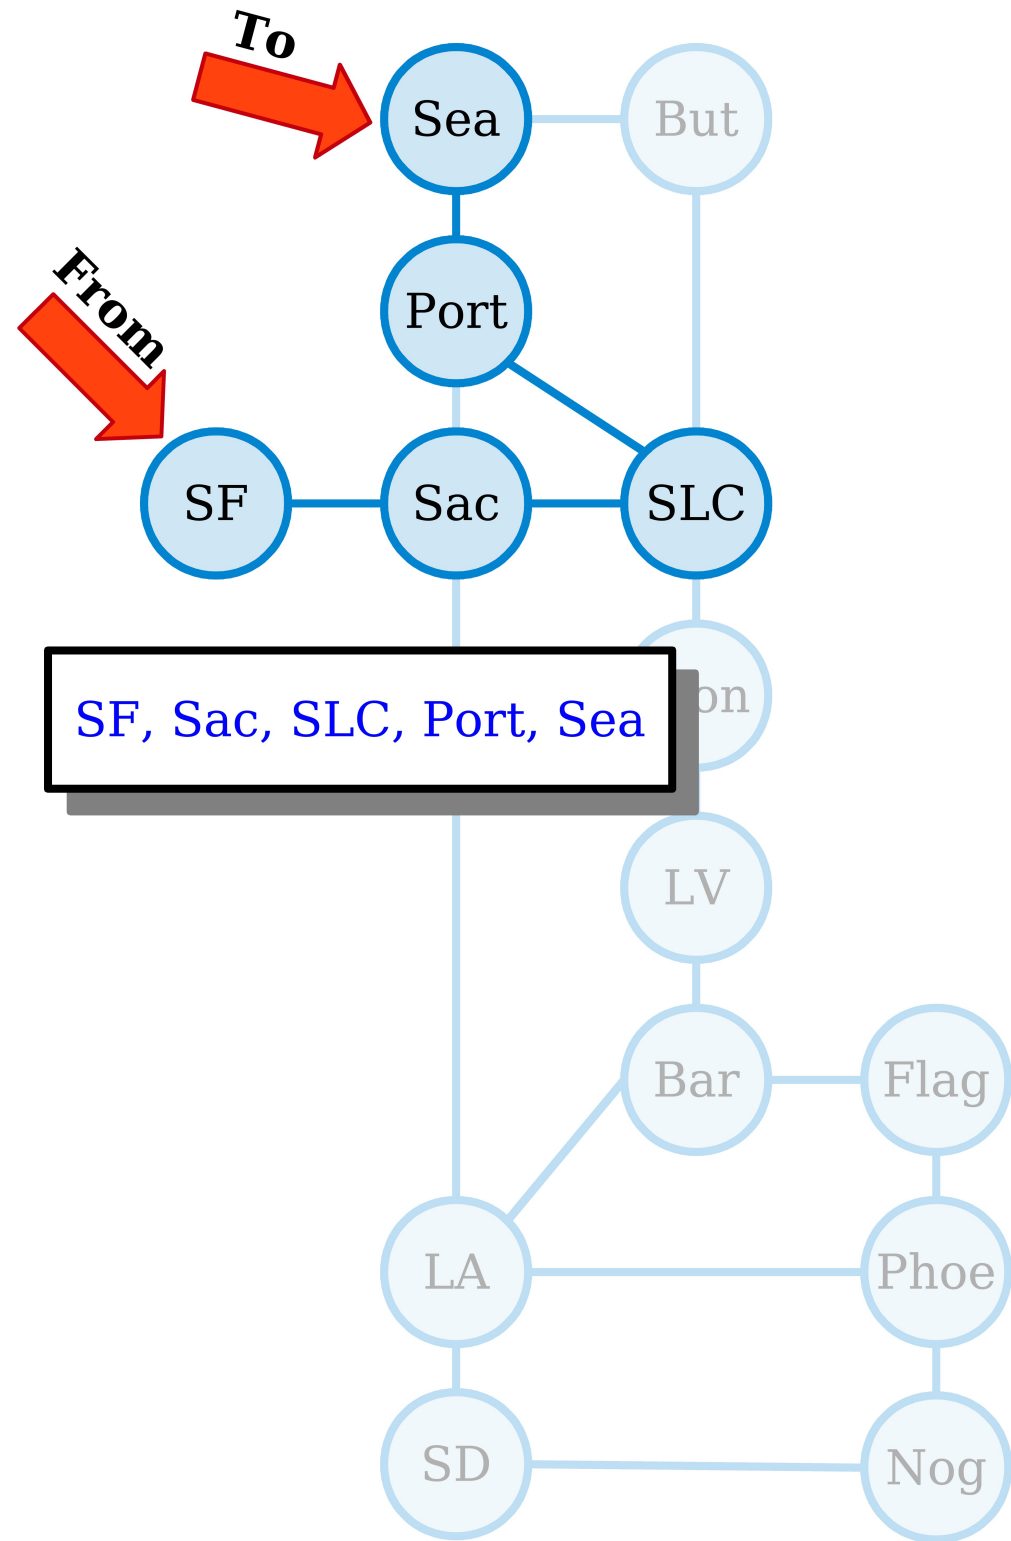 To
Sea
But
From
Port
SF
Sac
SLC
SF, Sac, SLC, Port, Sea
LV
Bar
Flag
LA
Phoe
SD
Nog